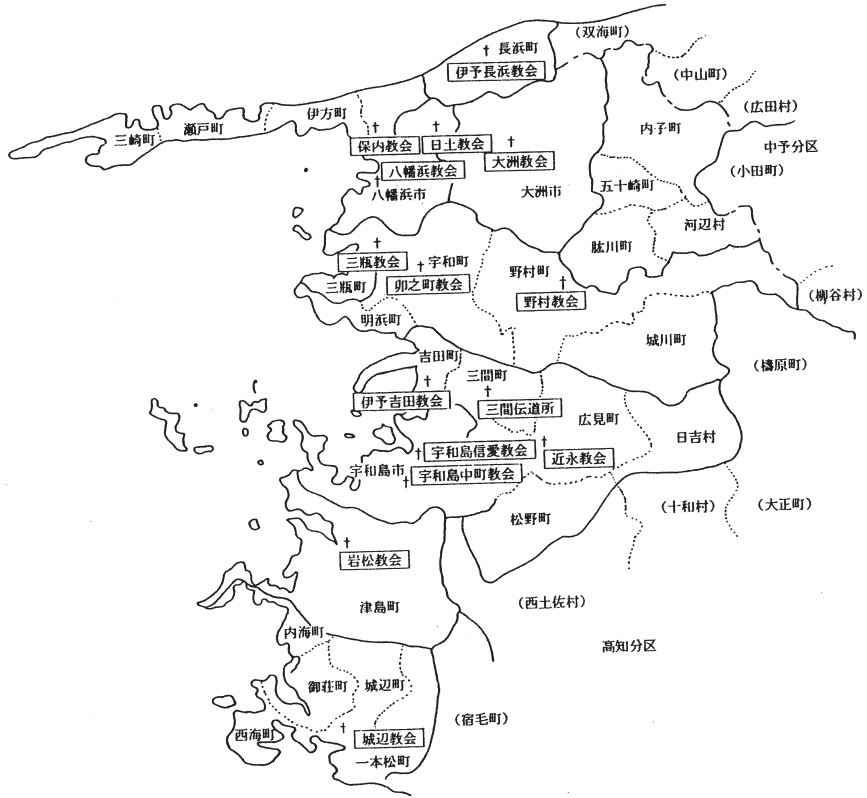 (双海町)
長浜町
伊予長浜教会
(中山町)
(広田村)
伊方町
瀬戸町
三崎町
内子町
中予分区
保内教会
日土教会
大洲教会
八幡浜教会
(小田町)
五十崎町
八幡浜市
大洲市
河辺村
肱川町
三瓶教会
宇和町
野村町
三瓶町
卯之町教会
野村教会
(柳谷村)
明浜町
城川町
吉田町
(檮原町)
三間町
伊予吉田教会
三間伝道所
広見町
日吉村
宇和島信愛教会
近永教会
宇和島市
宇和島中町教会
(十和村)
(大正町)
松野町
岩松教会
(西土佐村)
津島町
内海町
高知分区
御荘町
城辺町
(宿毛町)
西海町
城辺教会
一本松町